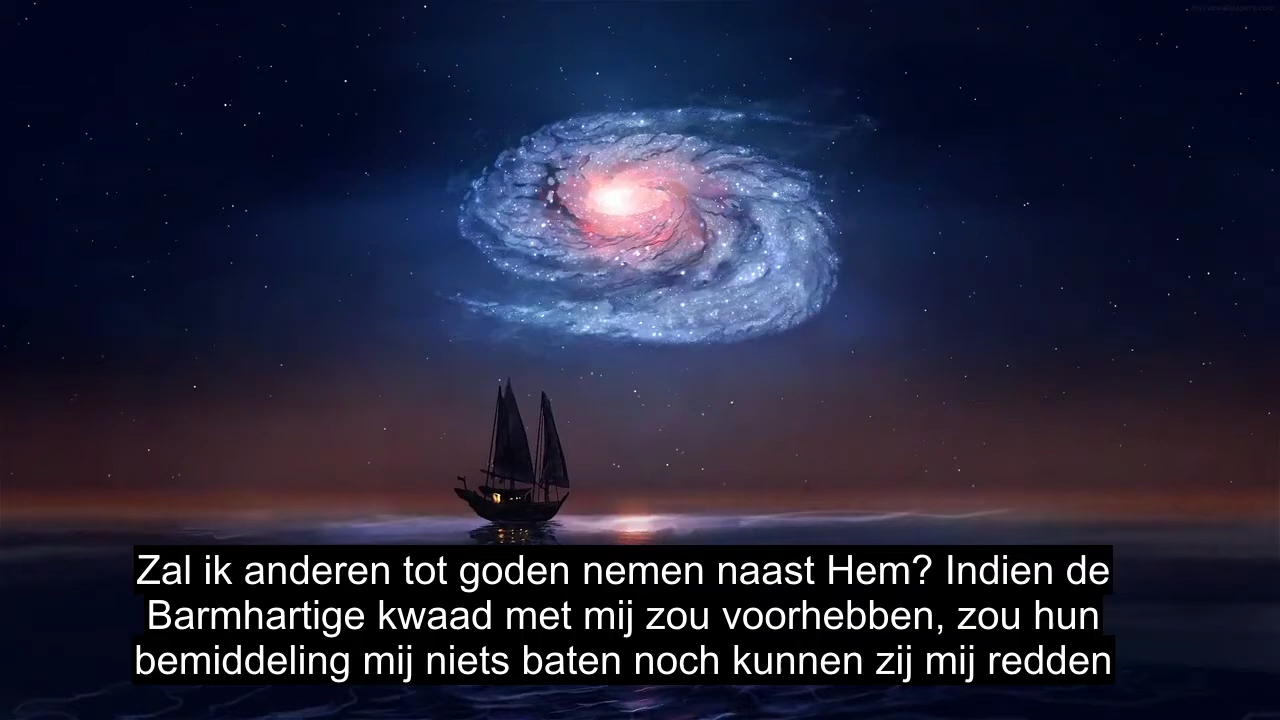 Zal ik anderen tot goden nemen naast Hem? Indien de
Barmhartige kwaad met mij zou voorhebben, zou hun
bemiddeling mij niets baten noch kunnen zij mij redden